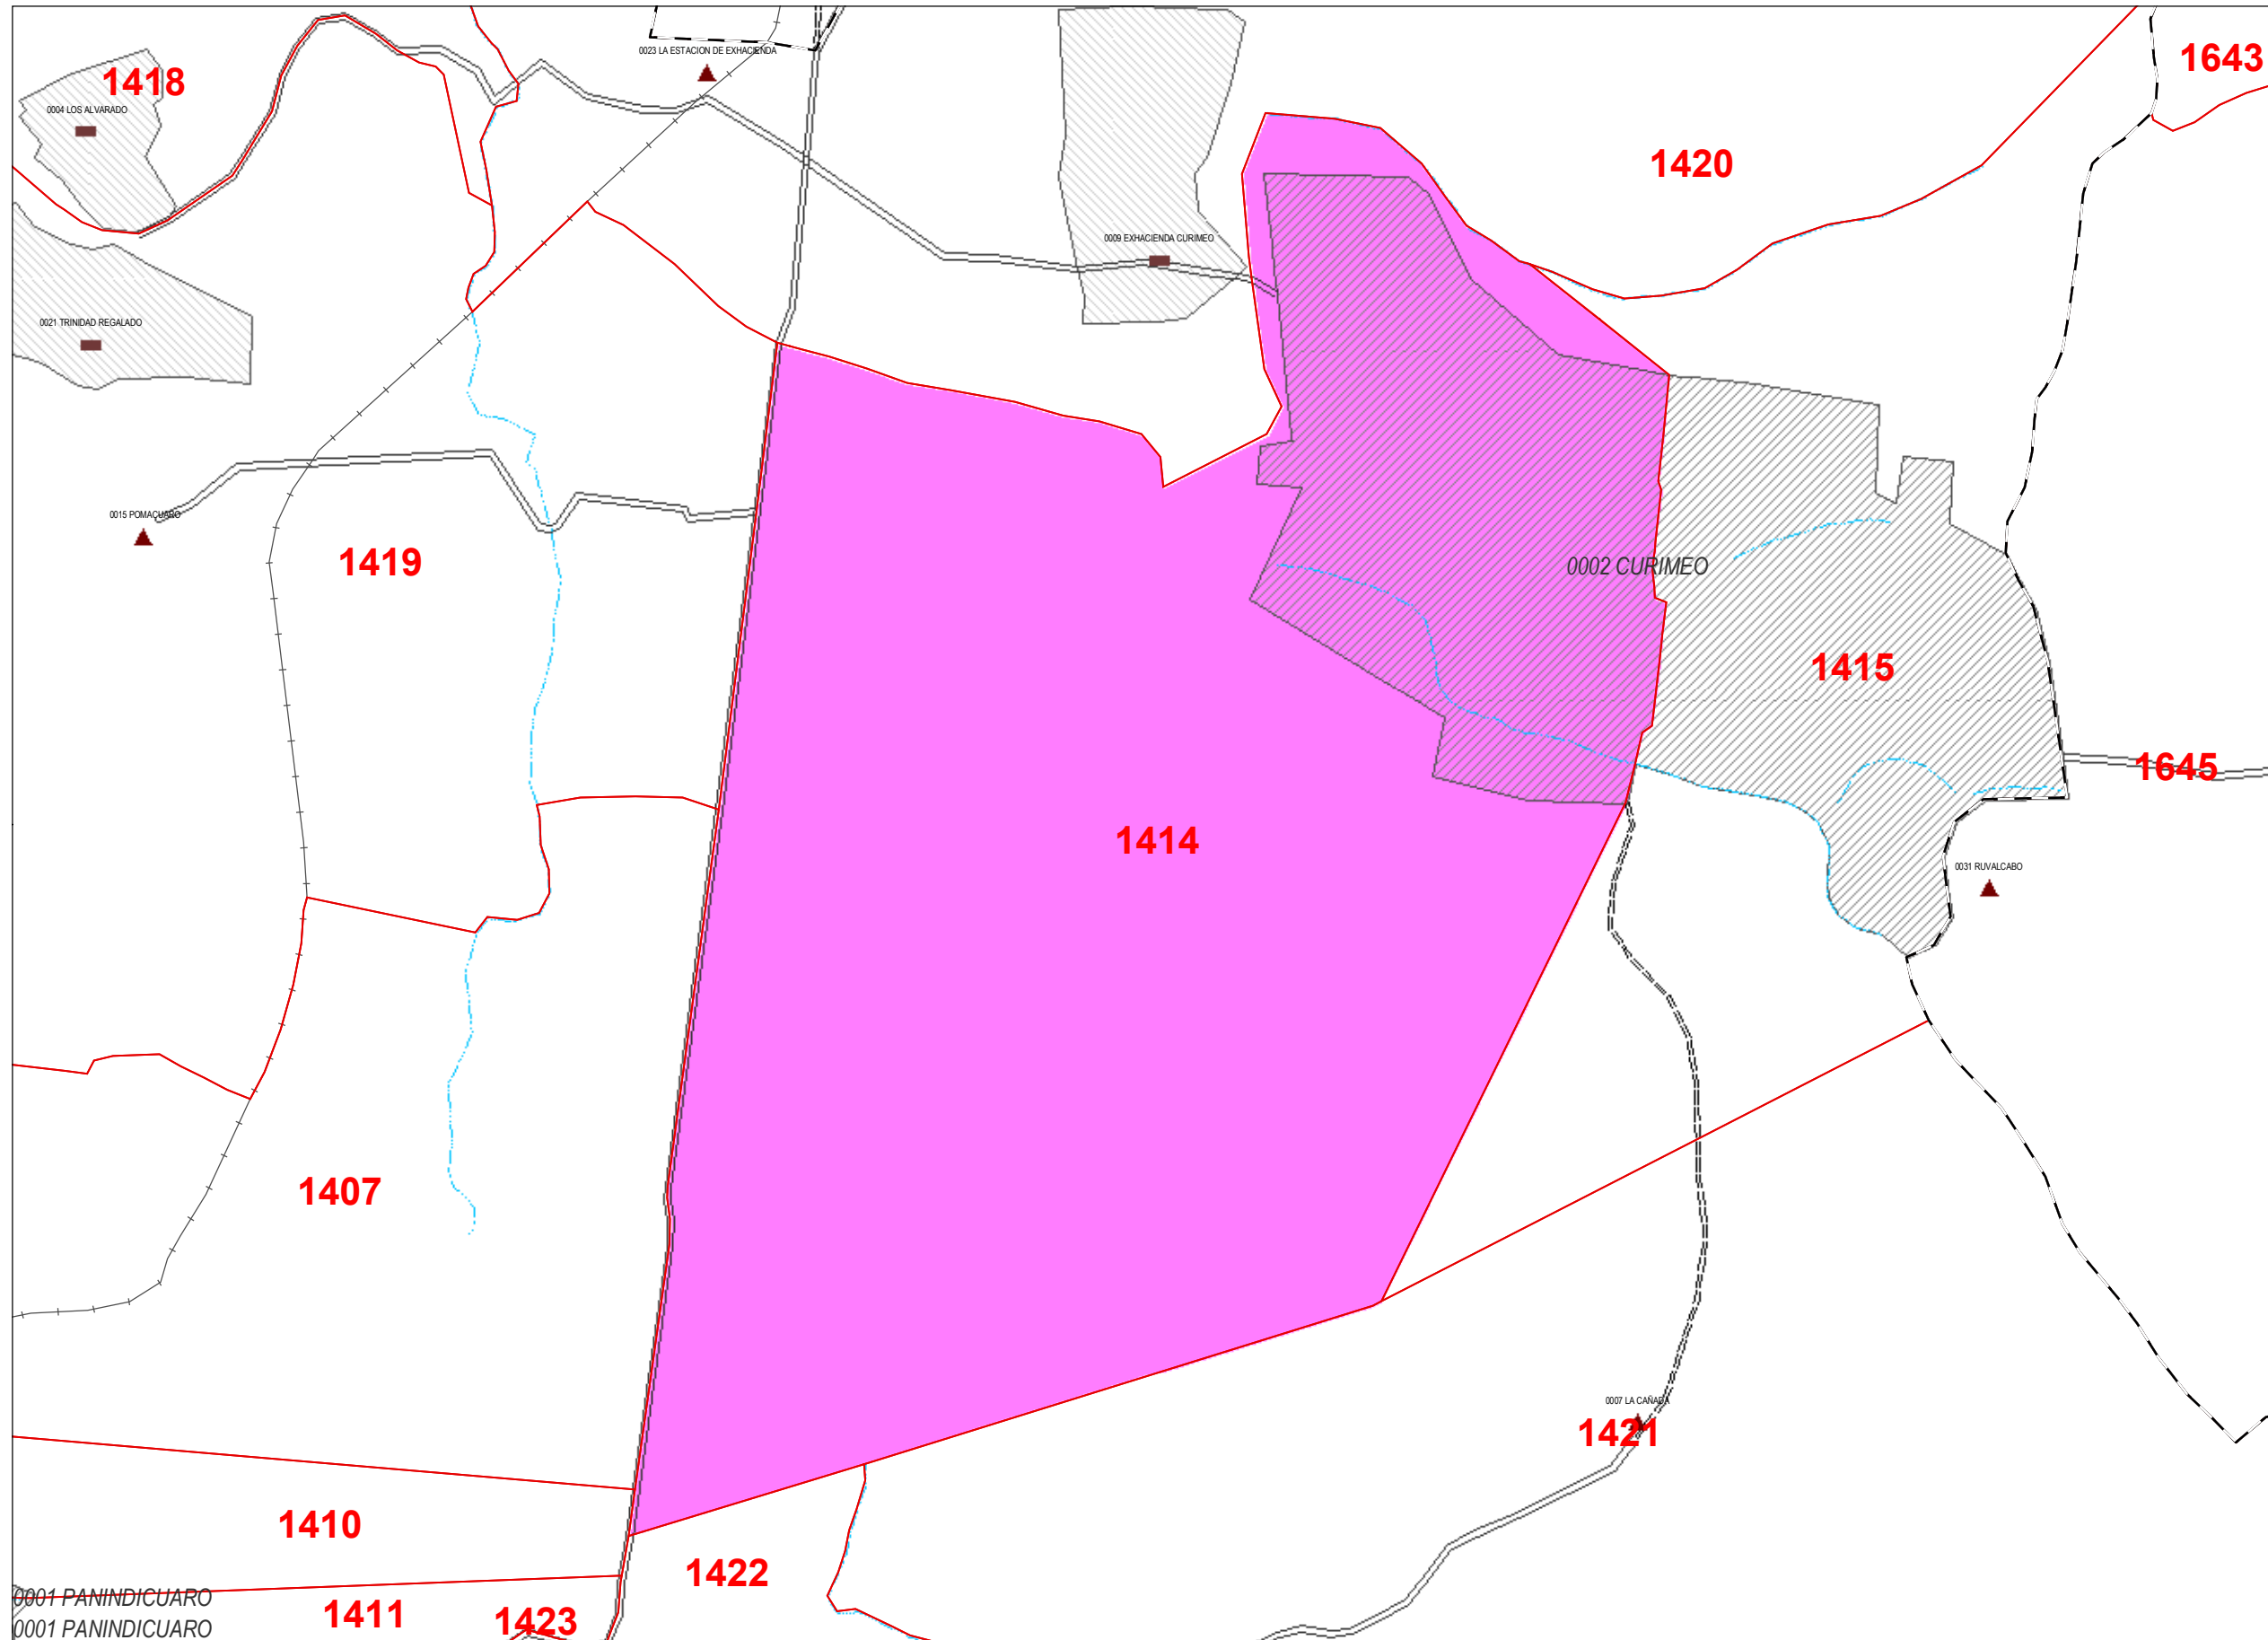 0023 LA ESTACION DE EXHACIENDA
1643
1418
0004 LOS ALVARADO
1420
0009 EXHACIENDA CURIMEO
0021 TRINIDAD REGALADO
0015 POMACUARO
1419
0002 CURIMEO
1415
1645
1414
0031 RUVALCABO
1407
0007 LA CAÑADA
1421
1410
1422
0001 PANINDICUARO
1411
1423
0001 PANINDICUARO